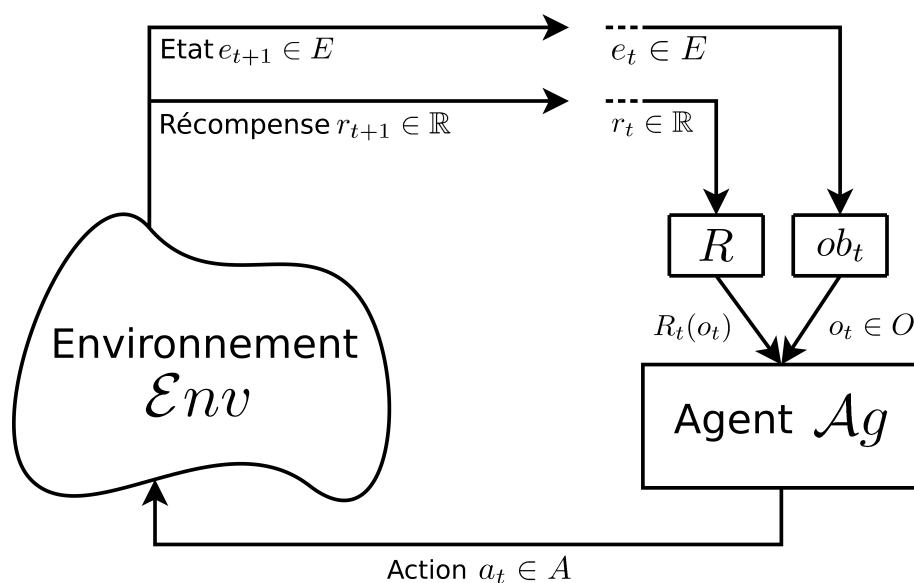 Etat e_{t+1} ∈ E
e_t ∈ E
Récompense r_{t+1} ∈ ℝ
r_t ∈ ℝ
R
ob_t
R_t(o_t)
o_t ∈ O
Environnement
ℰnv
Agent 𝒜g
Action a_t ∈ A